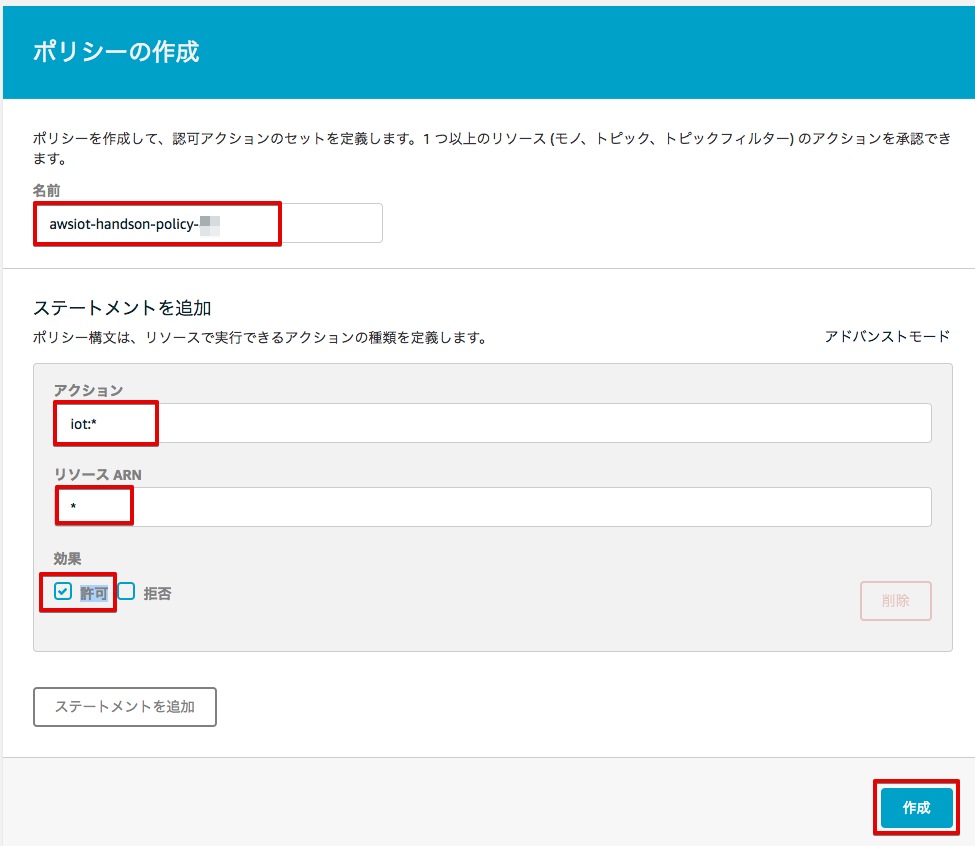 ポリシーの作成
ポリシーを作成して、認可アクションのセットを定義します。1 つ以上のリソース (モノ、トピック、トピックフィルター) のアクションを承認でき
ます。
名前
awsiot-handson-policy-
ステートメントを追加
ポリシー構文は、リソースで実行できるアクションの種類を定義します。
アドバンストモード
アクション
iot:*
リソース ARN
*
効果
許可 拒否
削除
ステートメントを追加
作成